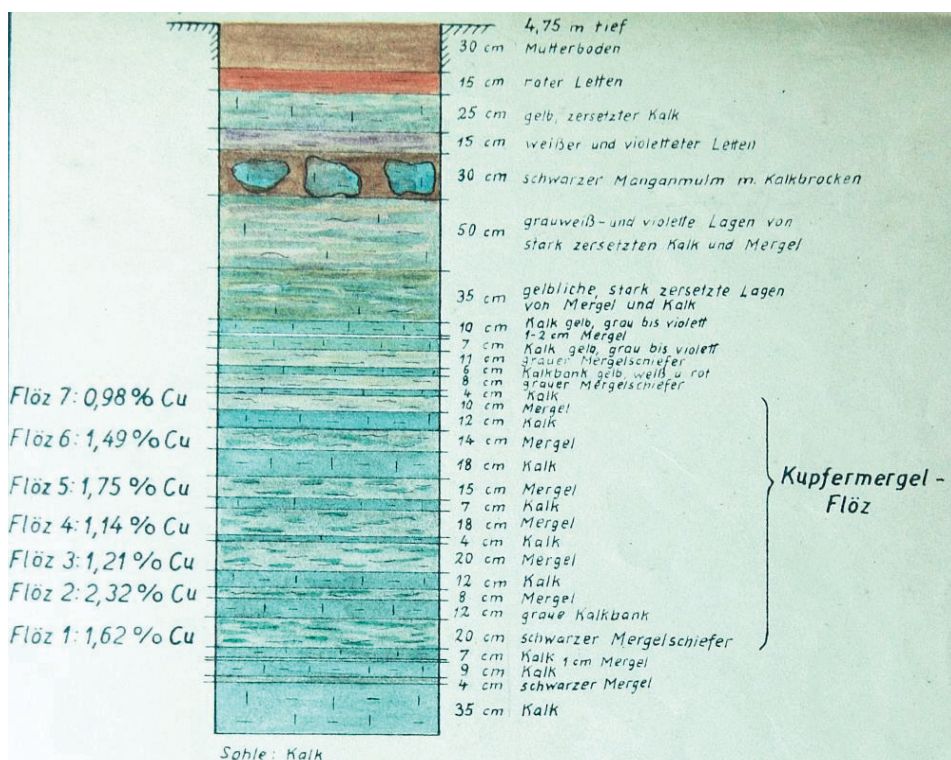 4,75 m tief
30 cm Mutterboden
15 cm roter Letten
25 cm gelb, zersetzter Kalk
15 cm weißer und violetteter Letten
30 cm schwarzer Manganmulm m. Kalkbrocken
50 cm grauweiß- und violette Lagen von
stark zersetzten Kalk und Mergel
35 cm gelbliche, stark zersetzte Lagen
von Mergel und Kalk
10 cm Kalk gelb, grau bis violett
1-2 cm Mergel
7 cm Kalk gelb, grau bis violett
11 cm grauer Mergelschiefer
6 cm Kalkbank gelb, weiß u. rot
8 cm grauer Mergelschiefer
4 cm Kalk
Flöz 7: 0,98 % Cu
10 cm Mergel
12 cm Kalk
Flöz 6: 1,49 % Cu
14 cm Mergel
18 cm Kalk
Flöz 5: 1,75 % Cu
15 cm Mergel
7 cm Kalk
Flöz 4: 1,14 % Cu
18 cm Mergel
4 cm Kalk
Flöz 3: 1,21 % Cu
20 cm Mergel
12 cm Kalk
Flöz 2: 2,32 % Cu
8 cm Mergel
12 cm graue Kalkbank
Flöz 1: 1,62 % Cu
20 cm schwarzer Mergelschiefer
Kupfermergel-
Flöz
7 cm Kalk 1 cm Mergel
9 cm Kalk
4 cm schwarzer Mergel
35 cm Kalk
Sohle: Kalk